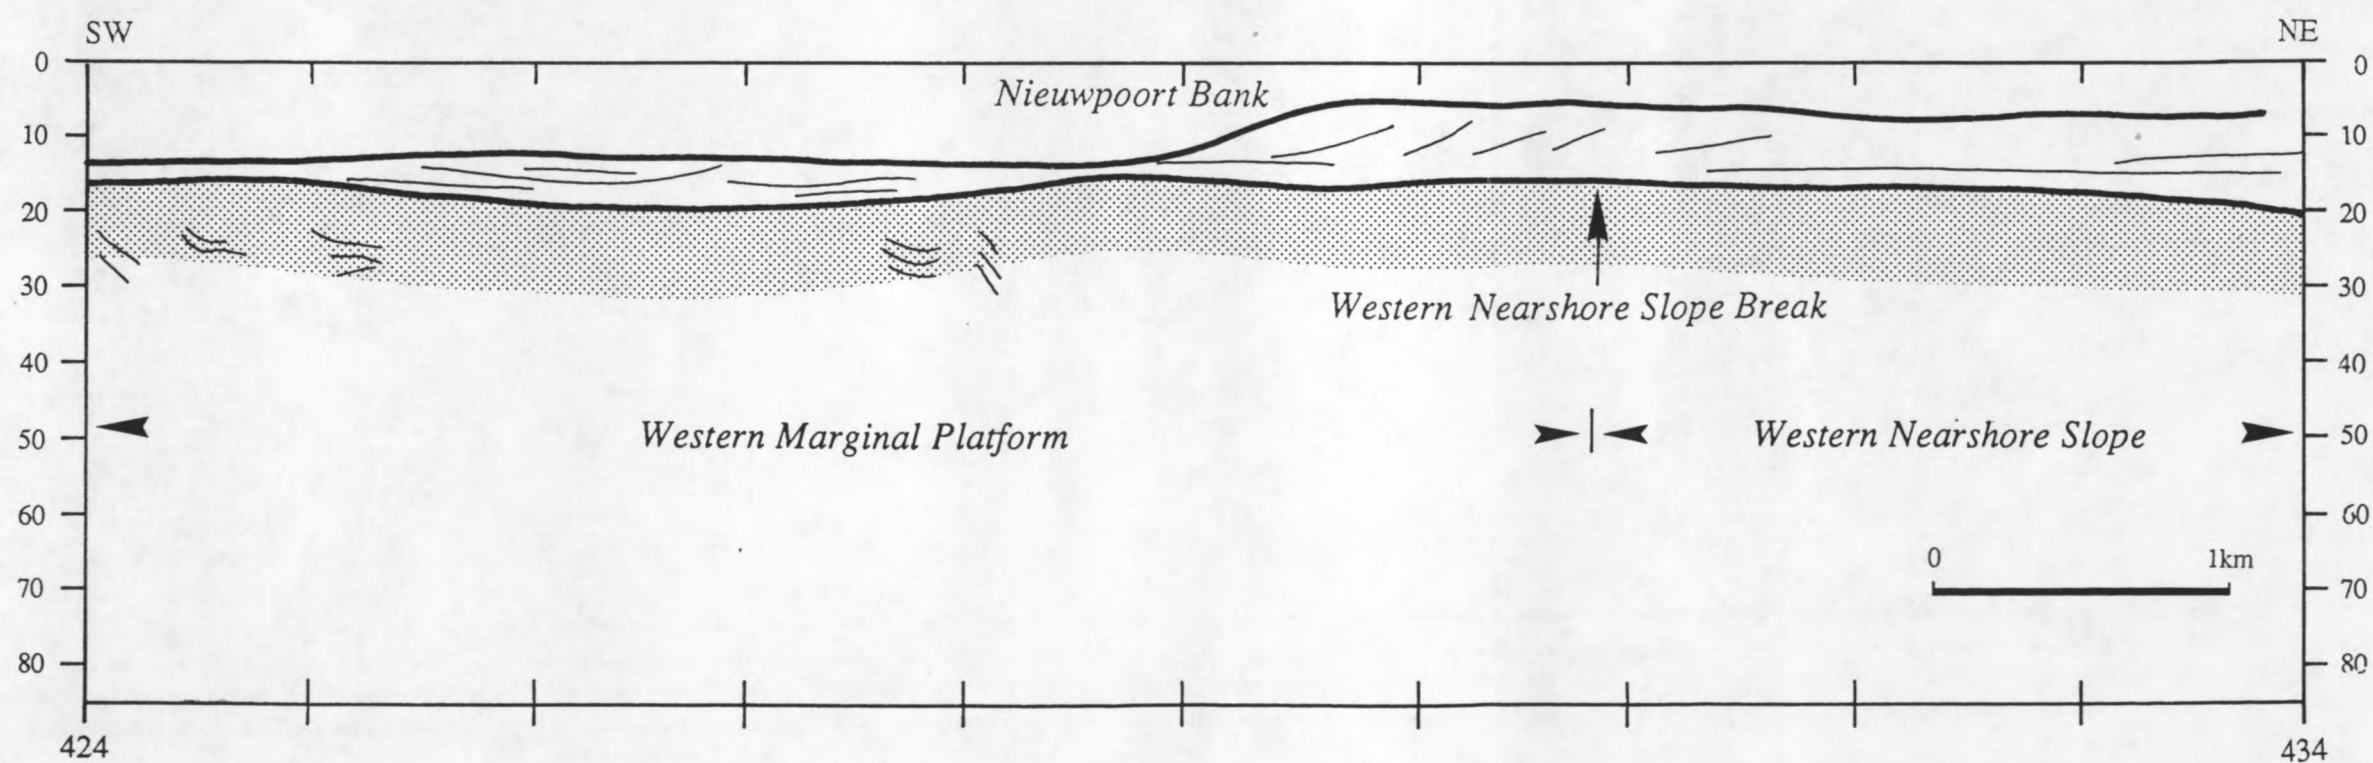 SW NE
0 0
Nieuwpoort Bank
10 10
20 20
30 30
Western Nearshore Slope Break
40 40
Western Marginal Platform Western Nearshore Slope
50 50
60 60
0 1km
70 70
80 80
424 434